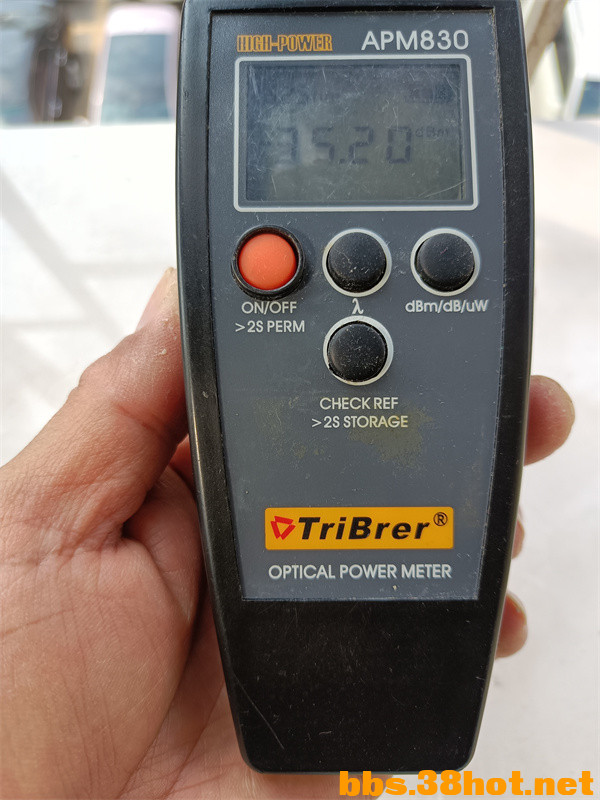 HIGH-POWER APM830
-75.20 dBm
ON/OFF
>2S PERM
λ
dBm/dB/uW
CHECK REF
>2S STORAGE
TriBrer®
OPTICAL POWER METER
bbs.38hot.net